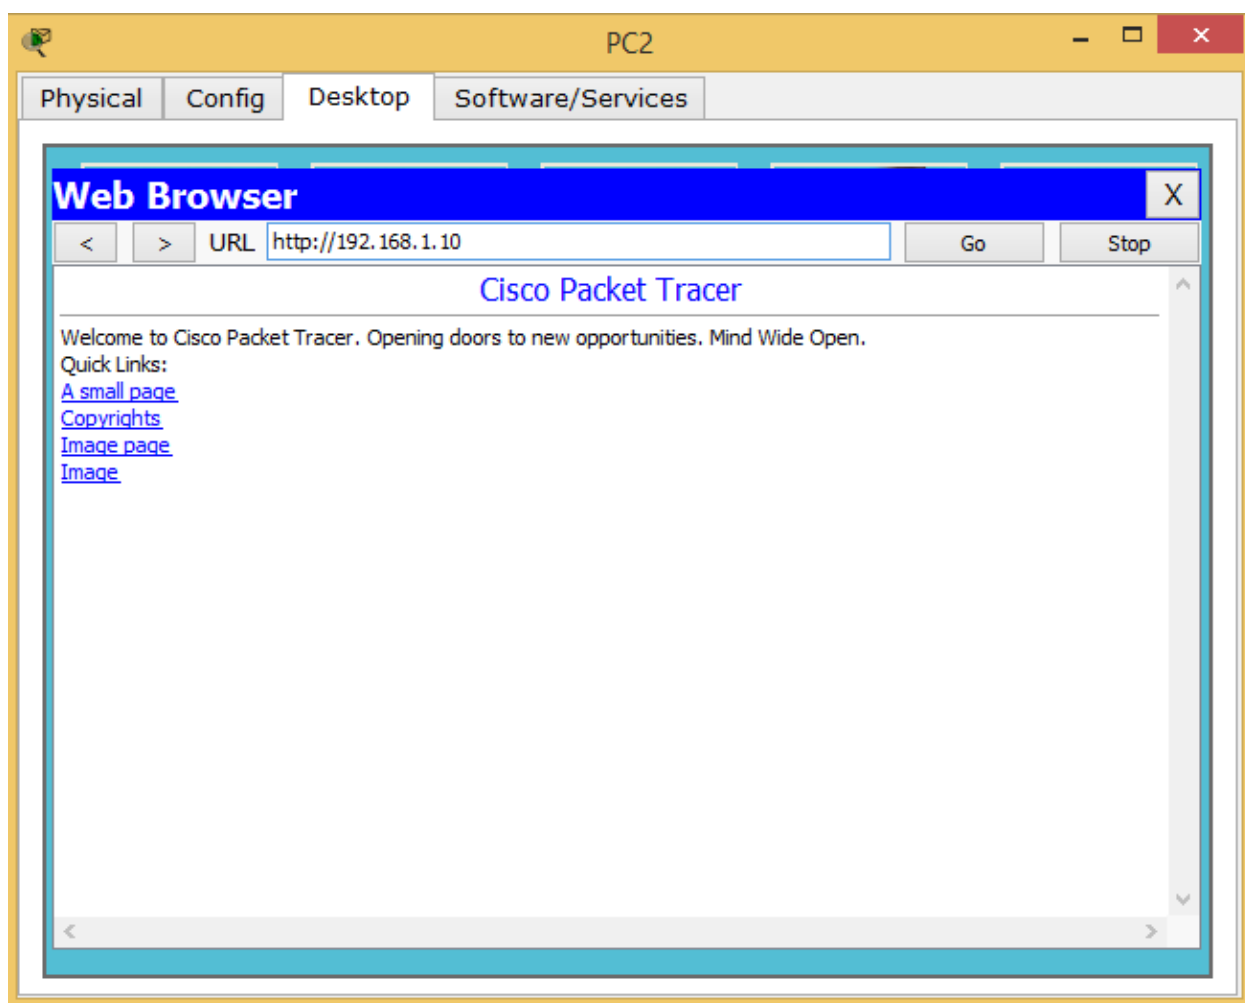 PC2
Physical Config Desktop Software/Services
Web Browser X
< > URL http://192.168.1.10 Go Stop
Cisco Packet Tracer
Welcome to Cisco Packet Tracer. Opening doors to new opportunities. Mind Wide Open.
Quick Links:
A small page
Copyrights
Image page
Image